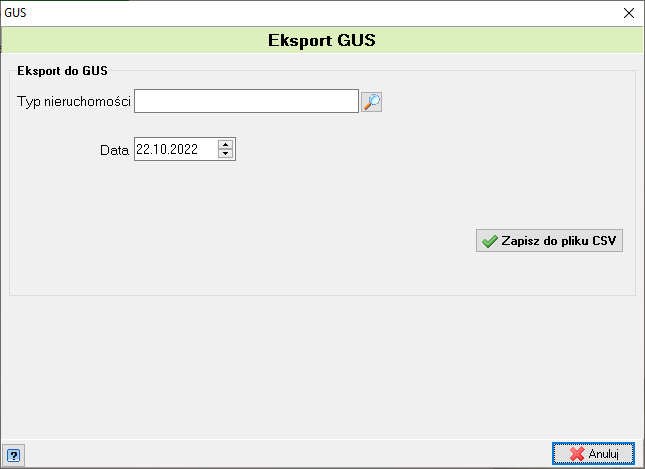 GUS
Eksport GUS
Eksport do GUS
Typ nieruchomości
Data 22.10.2022
Zapisz do pliku CSV
? Anuluj